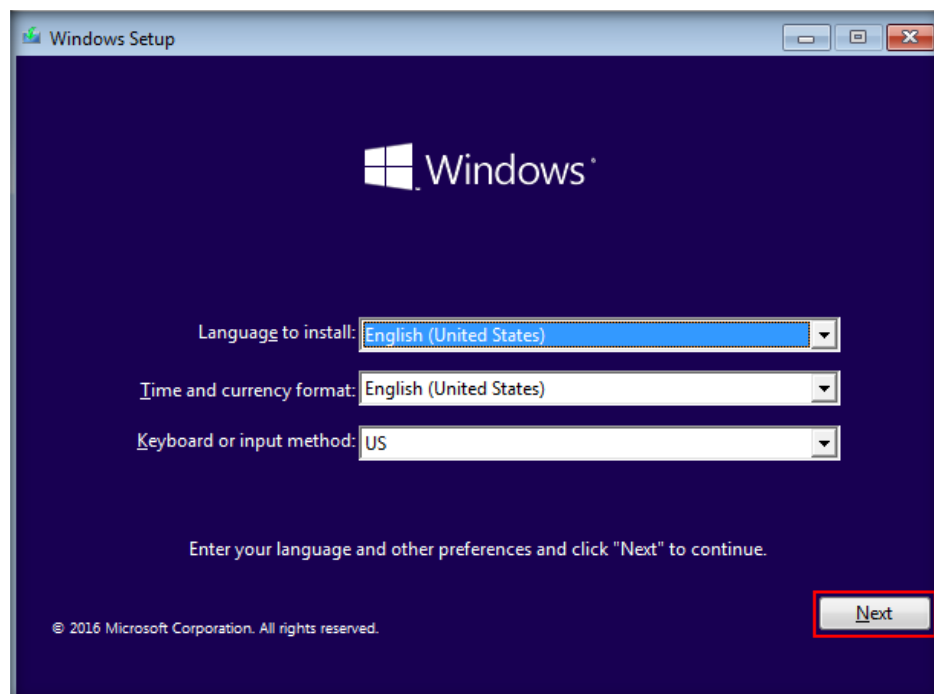 Windows Setup
Windows
Language to install: English (United States)
Time and currency format: English (United States)
Keyboard or input method: US
Enter your language and other preferences and click "Next" to continue.
Next
© 2016 Microsoft Corporation. All rights reserved.